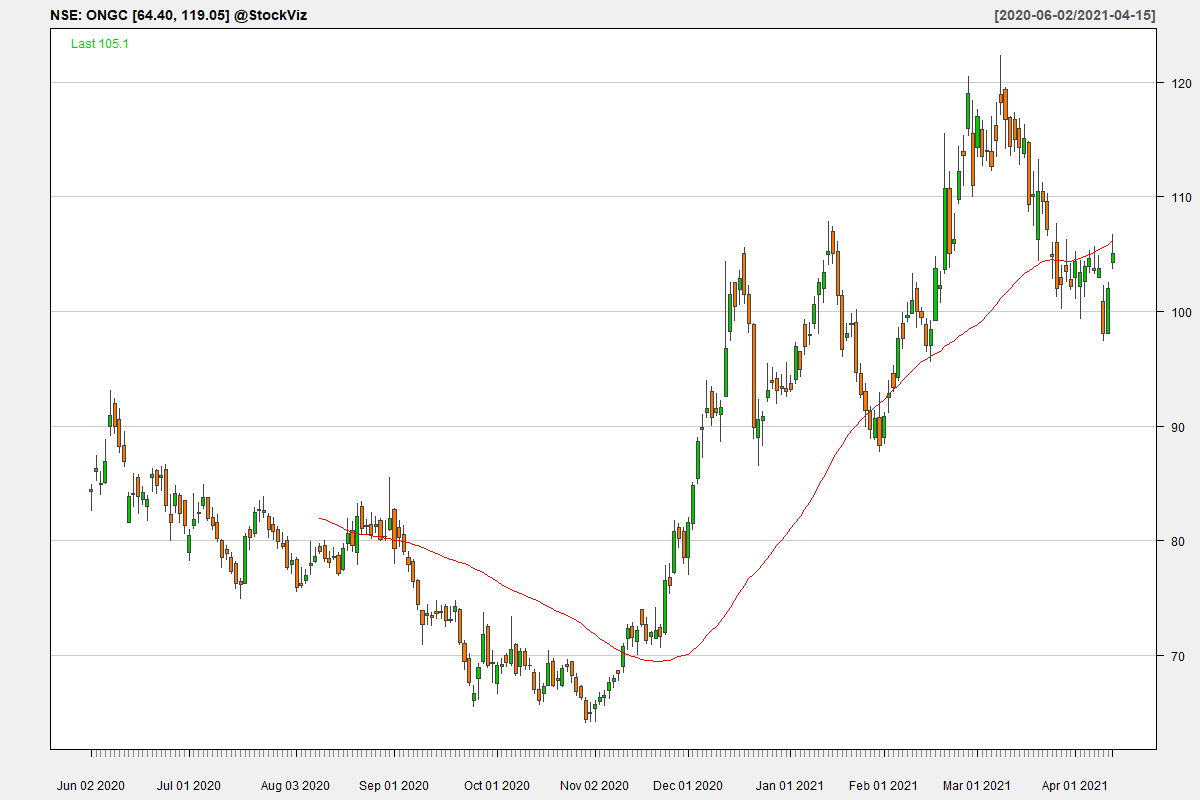 NSE: ONGC [64.40, 119.05] @StockViz [2020-06-02/2021-04-15]
Last 105.1
120
110
100
90
80
70
Jun 02 2020 Jul 01 2020 Aug 03 2020 Sep 01 2020 Oct 01 2020 Nov 02 2020 Dec 01 2020 Jan 01 2021 Feb 01 2021 Mar 01 2021 Apr 01 2021